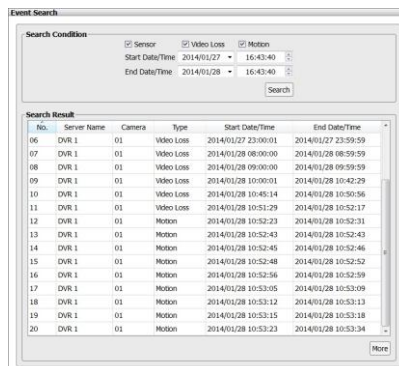 Event Search
Search Condition
Sensor Video Loss Motion
Start Date/Time 2014/01/27 16:43:40
End Date/Time 2014/01/28 16:43:40
Search
Search Result
No. Server Name Camera Type Start Date/Time End Date/Time
06 DVR 1 01 Video Loss 2014/01/27 23:00:01 2014/01/27 23:59:59
07 DVR 1 01 Video Loss 2014/01/28 08:00:00 2014/01/28 08:59:59
08 DVR 1 01 Video Loss 2014/01/28 09:00:00 2014/01/28 09:59:59
09 DVR 1 01 Video Loss 2014/01/28 10:00:01 2014/01/28 10:42:29
10 DVR 1 01 Video Loss 2014/01/28 10:45:14 2014/01/28 10:50:56
11 DVR 1 01 Video Loss 2014/01/28 10:51:29 2014/01/28 10:52:17
12 DVR 1 01 Motion 2014/01/28 10:52:23 2014/01/28 10:52:31
13 DVR 1 01 Motion 2014/01/28 10:52:43 2014/01/28 10:52:43
14 DVR 1 01 Motion 2014/01/28 10:52:45 2014/01/28 10:52:46
15 DVR 1 01 Motion 2014/01/28 10:52:48 2014/01/28 10:52:52
16 DVR 1 01 Motion 2014/01/28 10:52:56 2014/01/28 10:52:59
17 DVR 1 01 Motion 2014/01/28 10:53:05 2014/01/28 10:53:09
18 DVR 1 01 Motion 2014/01/28 10:53:12 2014/01/28 10:53:13
19 DVR 1 01 Motion 2014/01/28 10:53:15 2014/01/28 10:53:18
20 DVR 1 01 Motion 2014/01/28 10:53:23 2014/01/28 10:53:34
More